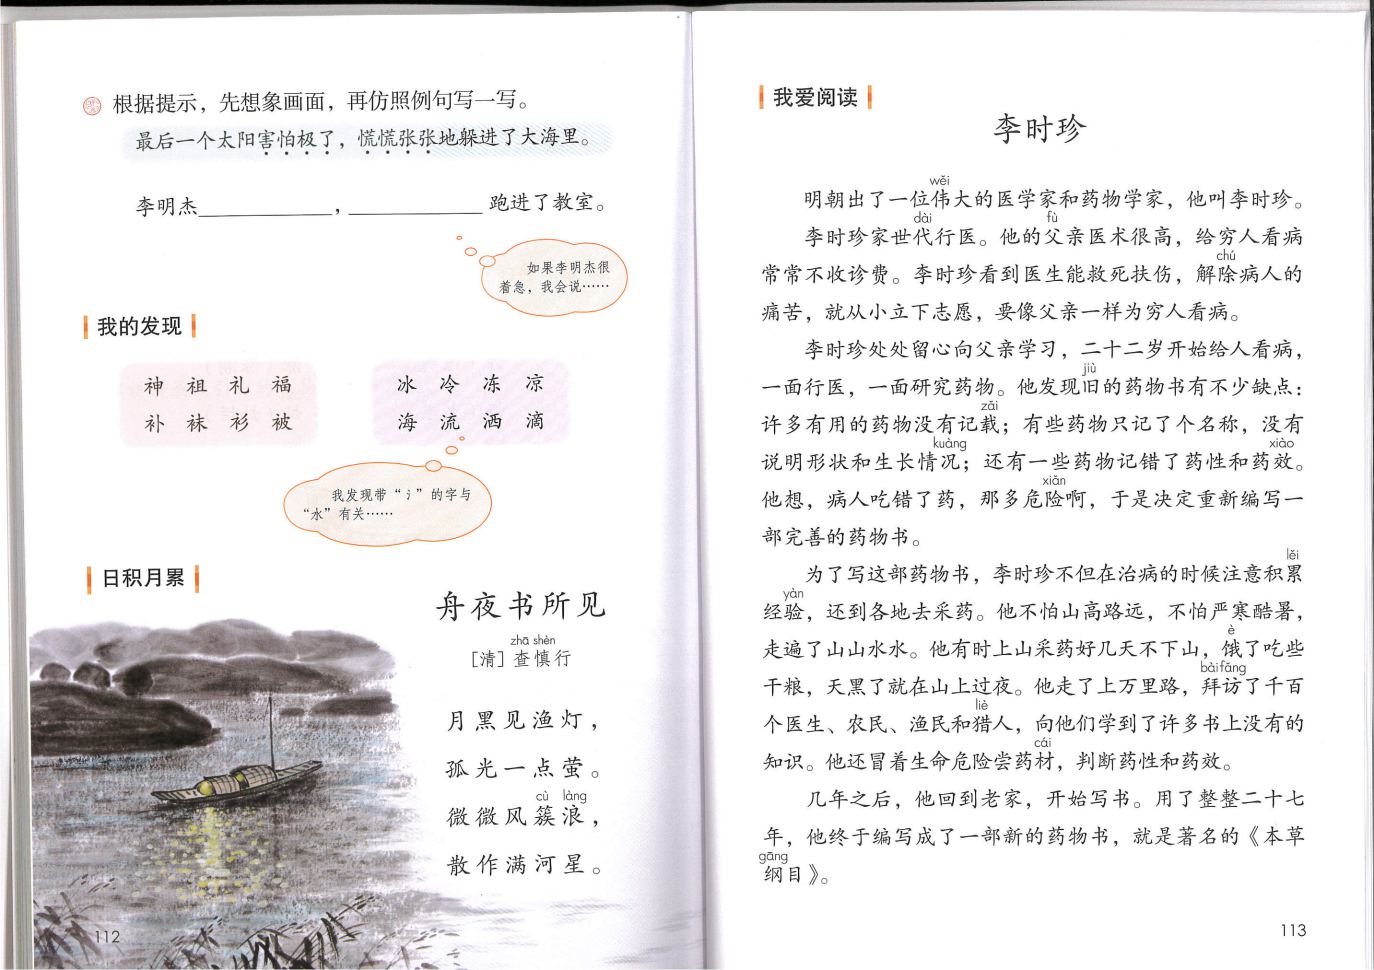 根据提示，先想象画面，再仿照例句写一写。
最后一个太阳害怕极了，慌慌张张地躲进了大海里。
李明杰____________，____________跑进了教室。
如果李明杰很
着急，我会说……
我的发现
神 祖 礼 福
补 袜 衫 被
冰 冷 冻 凉
海 流 洒 滴
我发现带“氵”的字与
“水”有关……
日积月累
舟夜书所见
zhā shèn
［清］查慎行
月黑见渔灯，
孤光一点萤。
cù làng
微微风簇浪，
散作满河星。
112
我爱阅读
李时珍
wěi
明朝出了一位伟大的医学家和药物学家，他叫李时珍。
dài fù
李时珍家世代行医。他的父亲医术很高，给穷人看病
chú
常常不收诊费。李时珍看到医生能救死扶伤，解除病人的
痛苦，就从小立下志愿，要像父亲一样为穷人看病。
李时珍处处留心向父亲学习，二十二岁开始给人看病，
jiù
一面行医，一面研究药物。他发现旧的药物书有不少缺点：
zǎi
许多有用的药物没有记载；有些药物只记了个名称，没有
kuàng xiào
说明形状和生长情况；还有一些药物记错了药性和药效。
xiǎn
他想，病人吃错了药，那多危险啊，于是决定重新编写一
部完善的药物书。
lěi
为了写这部药物书，李时珍不但在治病的时候注意积累
yàn
经验，还到各地去采药。他不怕山高路远，不怕严寒酷暑，
è
走遍了山山水水。他有时上山采药好几天不下山，饿了吃些
bài fǎng
干粮，天黑了就在山上过夜。他走了上万里路，拜访了千百
liè
个医生、农民、渔民和猎人，向他们学到了许多书上没有的
cái
知识。他还冒着生命危险尝药材，判断药性和药效。
几年之后，他回到老家，开始写书。用了整整二十七
年，他终于编写成了一部新的药物书，就是著名的《本草
gāng
纲目》。
113